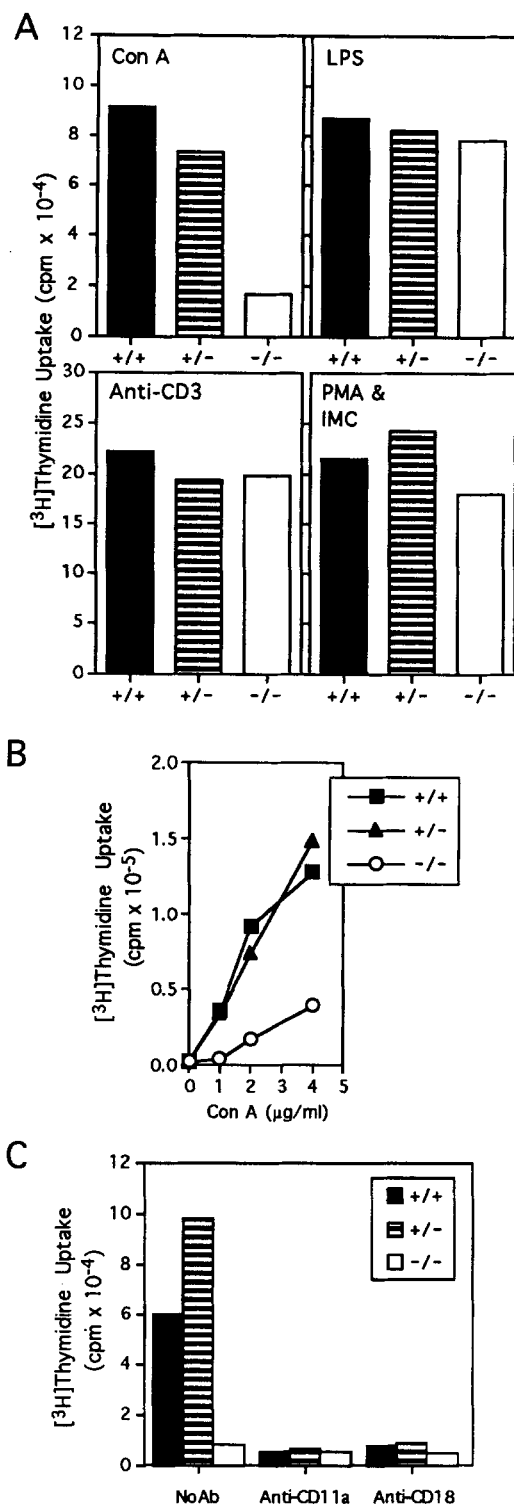 A
[³H]Thymidine Uptake (cpm x 10⁻⁴)
12
10
8
6
4
2
0
Con A
+/+ +/- -/-
LPS
+/+ +/- -/-
30
25
20
15
10
5
0
Anti-CD3
+/+ +/- -/-
PMA &
IMC
+/+ +/- -/-
B
[³H]Thymidine Uptake
(cpm x 10⁻⁵)
2.0
1.5
1.0
0.5
0.0
0 1 2 3 4 5
Con A (μg/ml)
+/+
+/-
-/-
C
[³H]Thymidine Uptake
(cpm x 10⁻⁴)
12
10
8
6
4
2
0
+/+
+/-
-/-
NoAb Anti-CD11a Anti-CD18